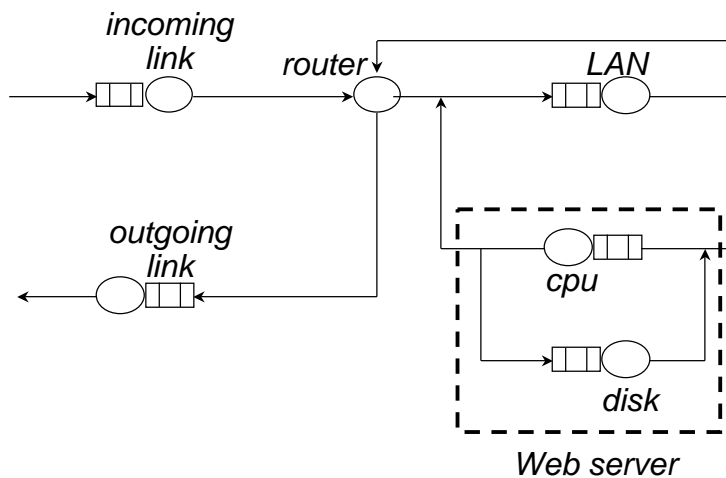 incoming
link
router
LAN
outgoing
link
cpu
disk
Web server